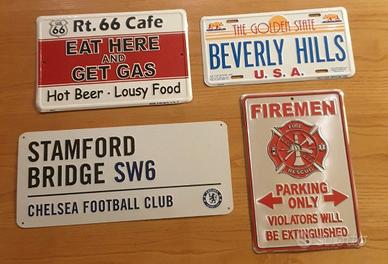 66
Rt. 66 Cafe
EAT HERE
AND
GET GAS
Hot Beer · Lousy Food
THE GOLDEN STATE
BEVERLY HILLS
U.S.A.
STAMFORD
BRIDGE SW6
CHELSEA FOOTBALL CLUB
FIREMEN
FIRE
RESCUE
PARKING
ONLY
VIOLATORS WILL
BE EXTINGUISHED